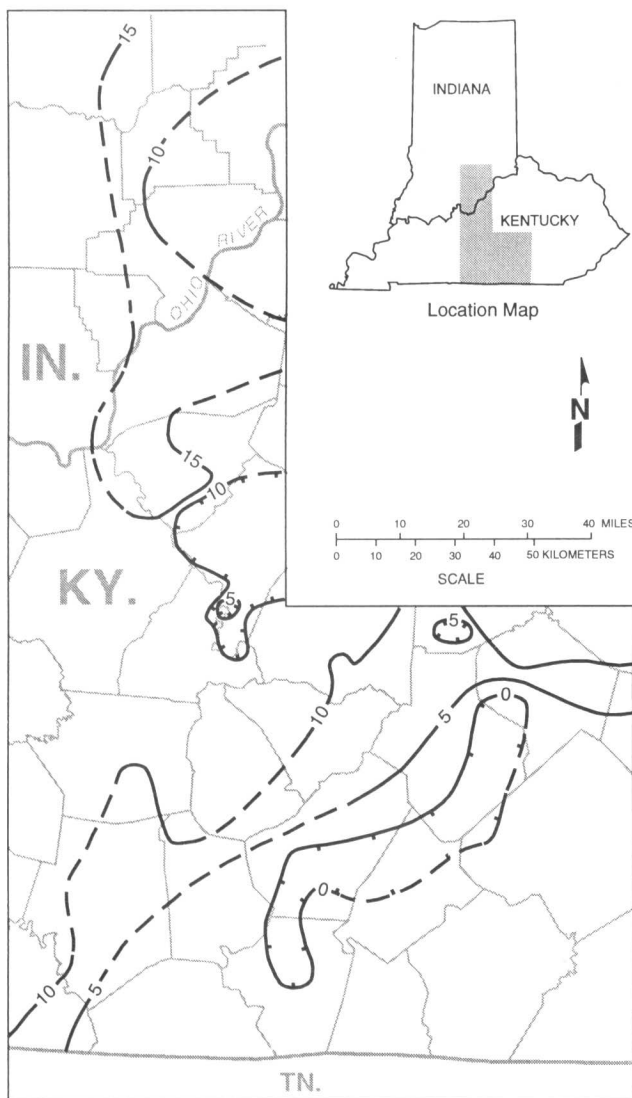 15
10
OHIO RIVER
IN.
15
10
KY.
5
5
0
10
5
0
10
5
TN.
INDIANA
KENTUCKY
Location Map
N
0 10 20 30 40 MILES
0 10 20 30 40 50 KILOMETERS
SCALE